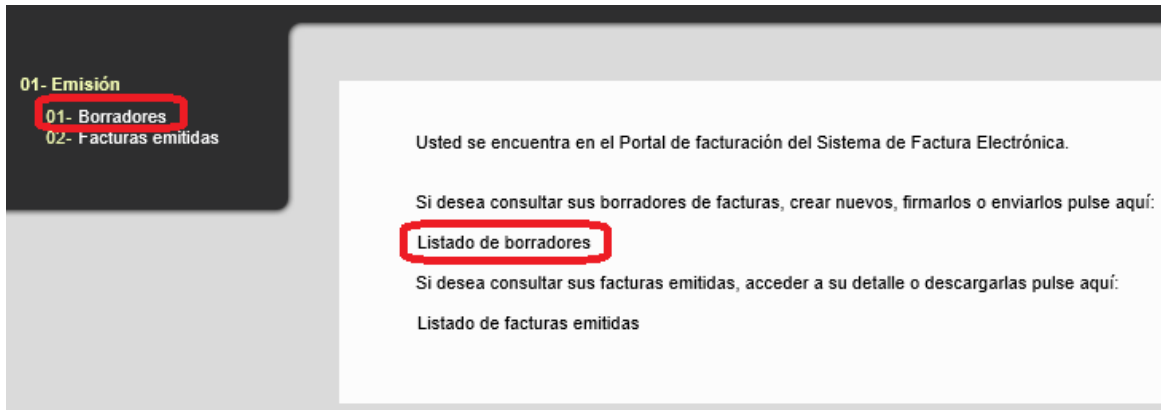 01- Emisión
01- Borradores
02- Facturas emitidas
Usted se encuentra en el Portal de facturación del Sistema de Factura Electrónica.
Si desea consultar sus borradores de facturas, crear nuevos, firmarlos o enviarlos pulse aquí:
Listado de borradores
Si desea consultar sus facturas emitidas, acceder a su detalle o descargarlas pulse aquí:
Listado de facturas emitidas